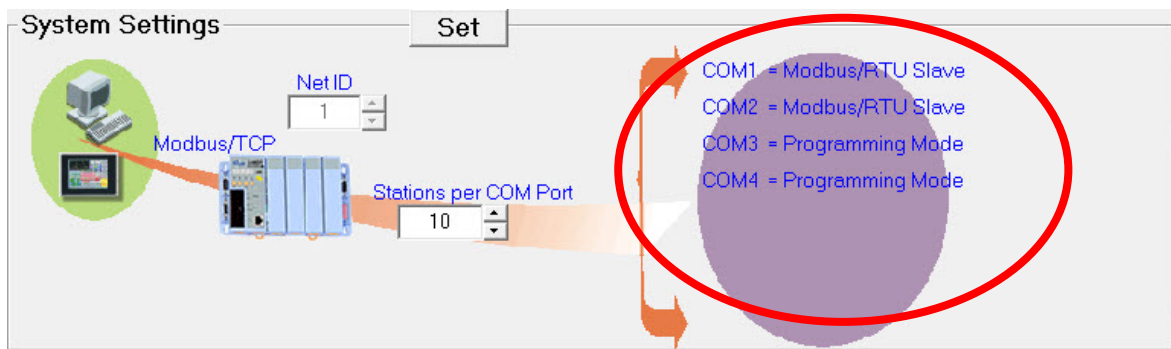 System Settings
Set
Net ID
1
Modbus/TCP
Stations per COM Port
10
COM1 = Modbus/RTU Slave
COM2 = Modbus/RTU Slave
COM3 = Programming Mode
COM4 = Programming Mode